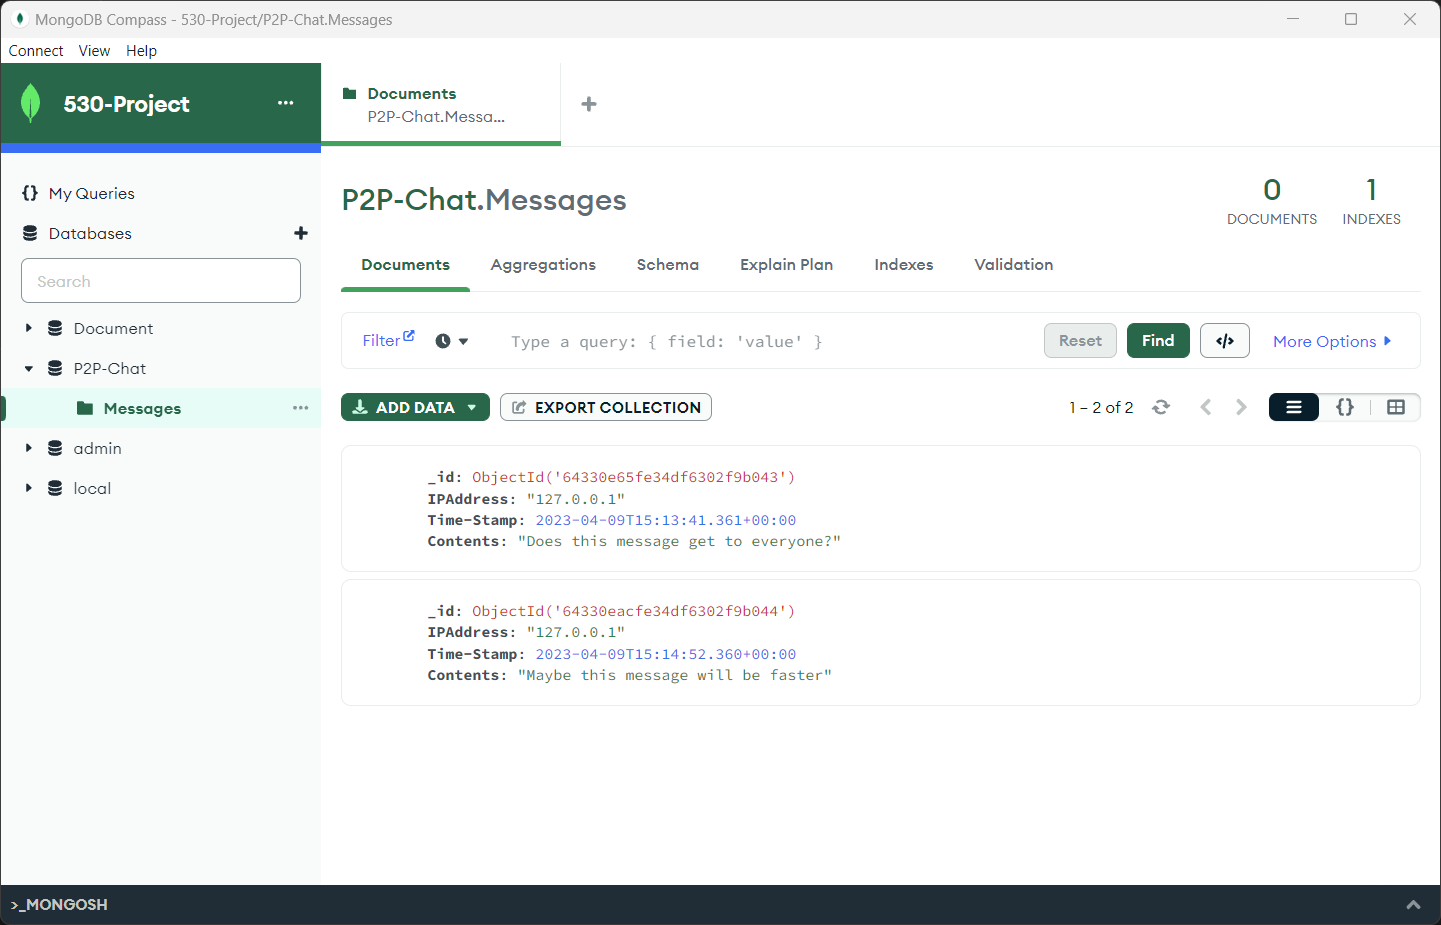 MongoDB Compass - 530-Project/P2P-Chat.Messages
Connect View Help
530-Project
Documents
P2P-Chat.Messa...
My Queries
Databases
Search
Document
P2P-Chat
Messages
admin
local
P2P-Chat.Messages
0
DOCUMENTS
1
INDEXES
Documents Aggregations Schema Explain Plan Indexes Validation
Filter Type a query: { field: 'value' } Reset Find </> More Options
ADD DATA EXPORT COLLECTION 1 – 2 of 2 {}
_id: ObjectId('64330e65fe34df6302f9b043')
IPAddress: "127.0.0.1"
Time-Stamp: 2023-04-09T15:13:41.361+00:00
Contents: "Does this message get to everyone?"
_id: ObjectId('64330eacfe34df6302f9b044')
IPAddress: "127.0.0.1"
Time-Stamp: 2023-04-09T15:14:52.360+00:00
Contents: "Maybe this message will be faster"
>_MONGOSH